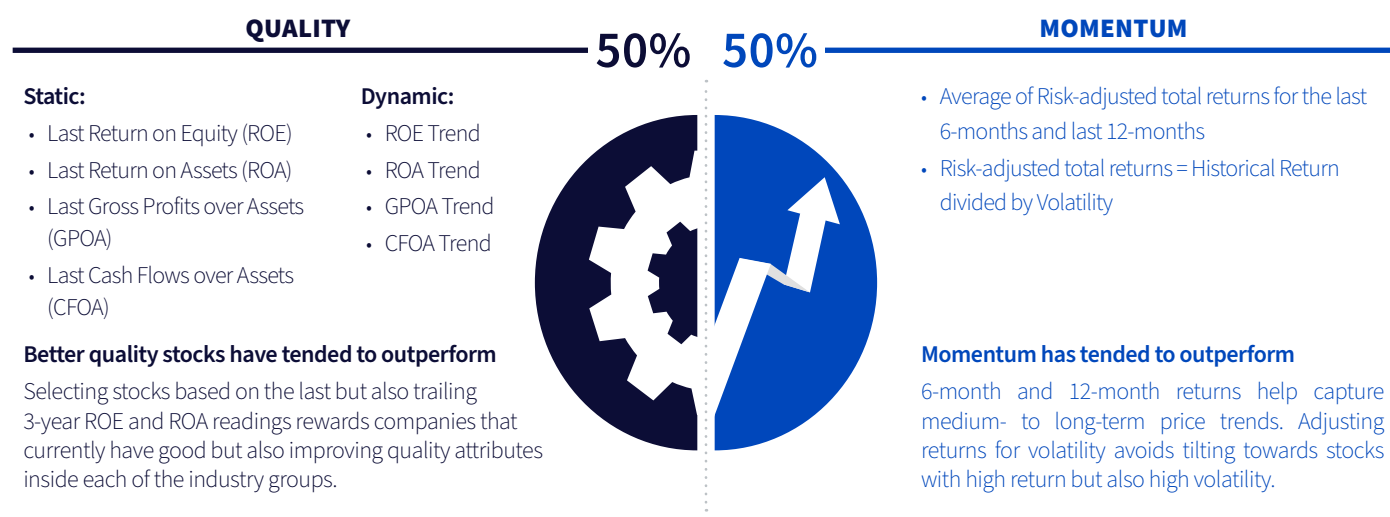 QUALITY
50%
Static:
• Last Return on Equity (ROE)
• Last Return on Assets (ROA)
• Last Gross Profits over Assets
(GPOA)
• Last Cash Flows over Assets
(CFOA)
Dynamic:
• ROE Trend
• ROA Trend
• GPOA Trend
• CFOA Trend
Better quality stocks have tended to outperform
Selecting stocks based on the last but also trailing
3-year ROE and ROA readings rewards companies that
currently have good but also improving quality attributes
inside each of the industry groups.
50%
MOMENTUM
• Average of Risk-adjusted total returns for the last
6-months and last 12-months
• Risk-adjusted total returns = Historical Return
divided by Volatility
Momentum has tended to outperform
6-month and 12-month returns help capture
medium- to long-term price trends. Adjusting
returns for volatility avoids tilting towards stocks
with high return but also high volatility.